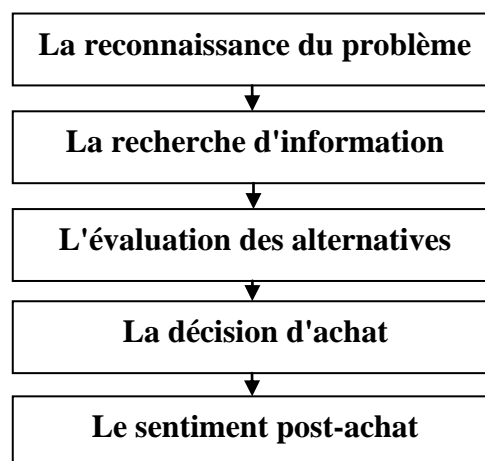 La reconnaissance du problème
La recherche d'information
L'évaluation des alternatives
La décision d'achat
Le sentiment post-achat